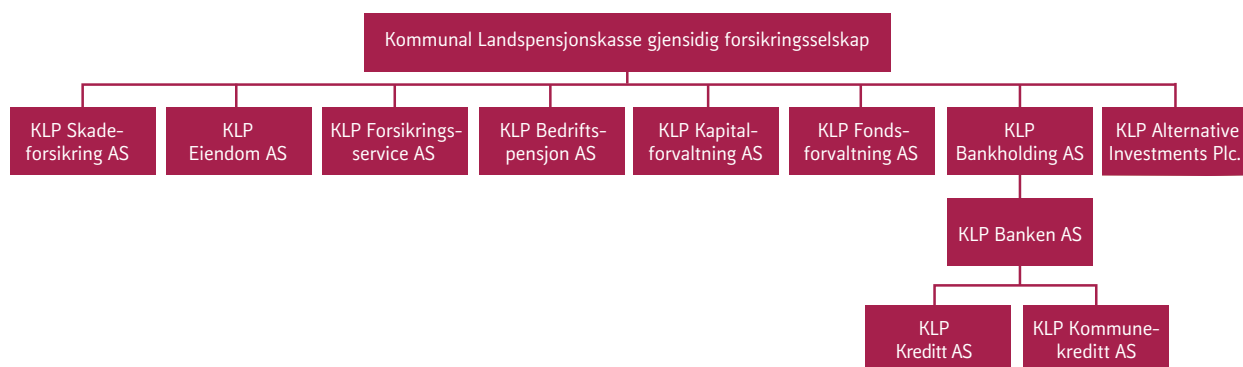 Kommunal Landspensjonskasse gjensidig forsikringsselskap
KLP Skade-
forsikring AS
KLP
Eiendom AS
KLP Forsikrings-
service AS
KLP Bedrifts-
pensjon AS
KLP Kapital-
forvaltning AS
KLP Fonds-
forvaltning AS
KLP
Bankholding AS
KLP Alternative
Investments Plc.
KLP Banken AS
KLP
Kreditt AS
KLP Kommune-
kreditt AS